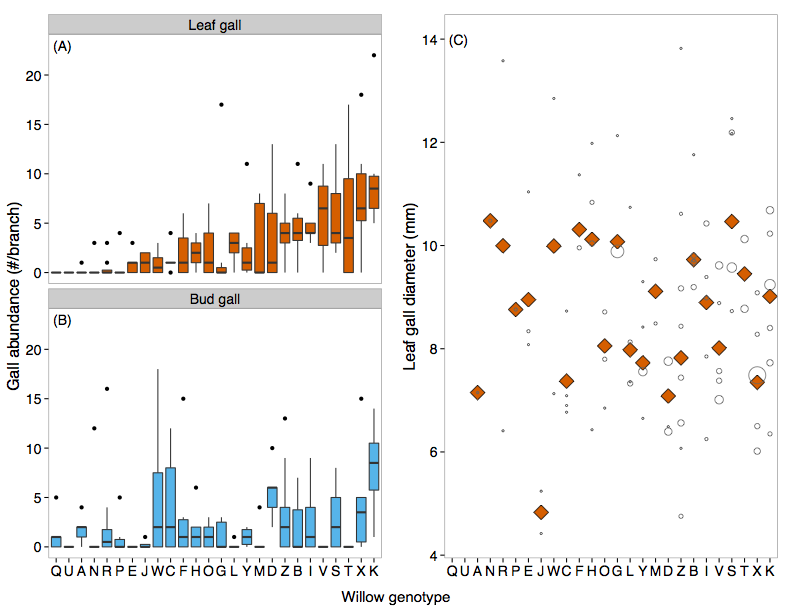 Leaf gall
(A)
20
15
10
5
0
Bud gall
(B)
20
15
10
5
0
Gall abundance (#/branch)
Q U A N R P E J W C F H O G L Y M D Z B I V S T X K
(C)
14
12
10
8
6
4
Leaf gall diameter (mm)
Q U A N R P E J W C F H O G L Y M D Z B I V S T X K
Willow genotype